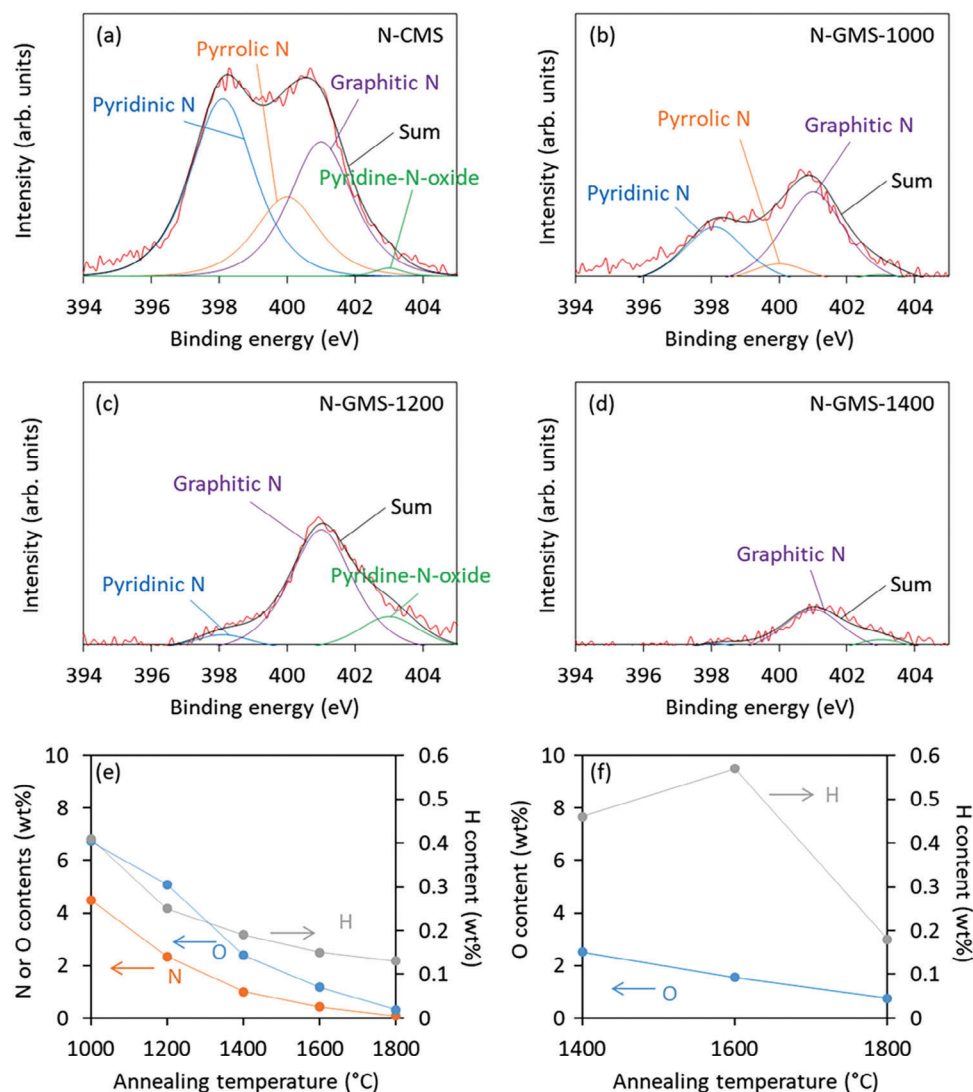 (a)
N-CMS
Pyrrolic N
Graphitic N
Pyridinic N
Sum
Pyridine-N-oxide
Intensity (arb. units)
394 396 398 400 402 404
Binding energy (eV)
(b)
N-GMS-1000
Pyrrolic N
Graphitic N
Pyridinic N
Sum
Intensity (arb. units)
394 396 398 400 402 404
Binding energy (eV)
(c)
N-GMS-1200
Graphitic N
Sum
Pyridinic N
Pyridine-N-oxide
Intensity (arb. units)
394 396 398 400 402 404
Binding energy (eV)
(d)
N-GMS-1400
Graphitic N
Sum
Intensity (arb. units)
394 396 398 400 402 404
Binding energy (eV)
(e)
N or O content (wt%)
10
8
6
4
2
0
H
O
N
0.6
0.5
0.4
0.3
0.2
0.1
0
H content (wt%)
1000 1200 1400 1600 1800
Annealing temperature (°C)
(f)
O content (wt%)
10
8
6
4
2
0
H
O
0.6
0.5
0.4
0.3
0.2
0.1
0
H content (wt%)
1400 1600 1800
Annealing temperature (°C)